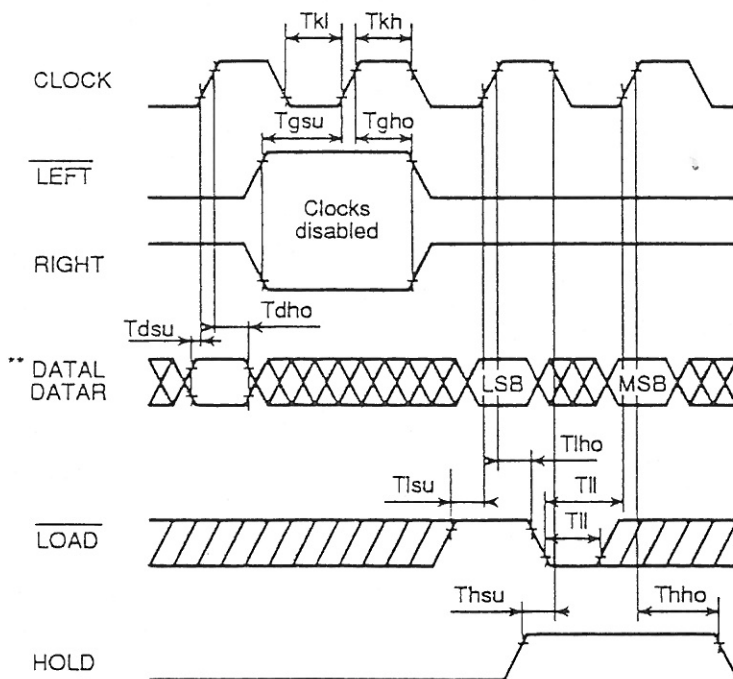 Tkl Tkh
CLOCK
Tgsu Tgho
LEFT
Clocks
disabled
RIGHT
Tdsu Tdho
** DATAL
DATAR
LSB MSB
Tlho
Tlsu Tll
LOAD
Tll
Thsu Thho
HOLD